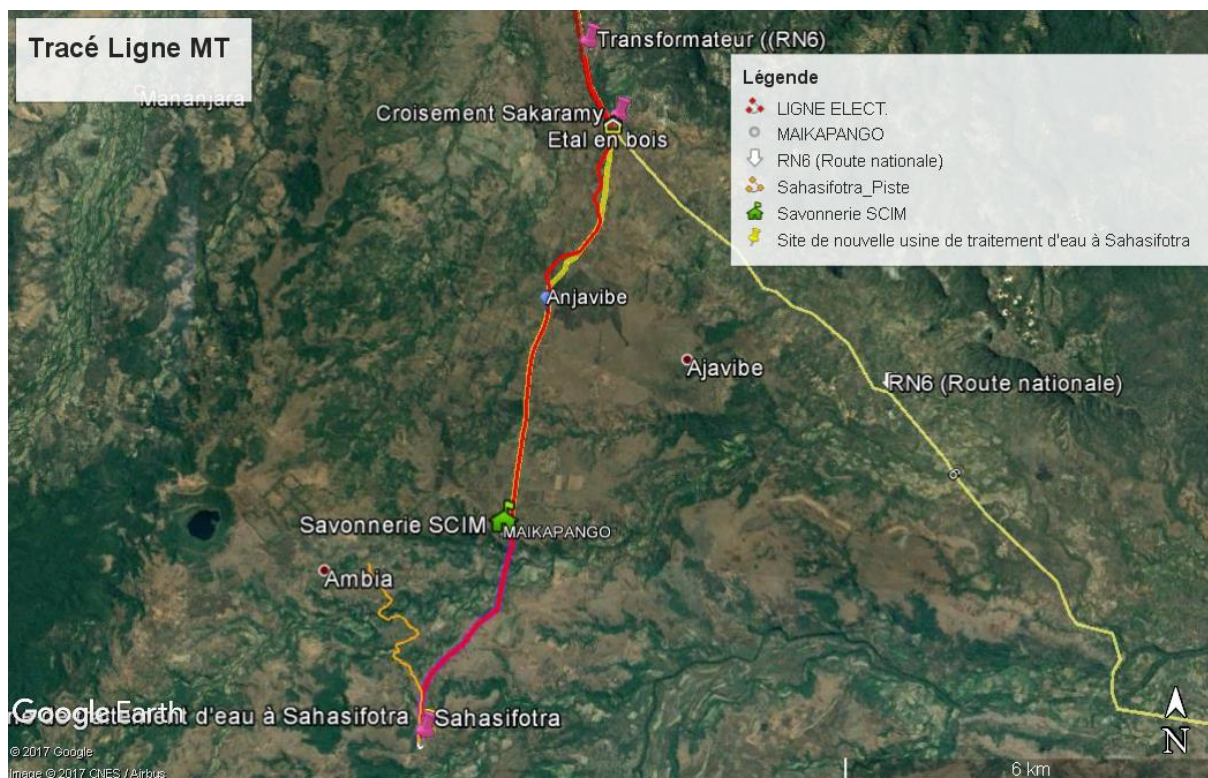 Tracé Ligne MT
Mananjara
Transformateur ((RN6)
Croisement Sakaramy
Etal en bois
Légende
LIGNE ELECT.
MAIKAPANGO
RN6 (Route nationale)
Sahasifotra_Piste
Savonnerie SCIM
Site de nouvelle usine de traitement d'eau à Sahasifotra
Anjavibe
Ajavibe
RN6 (Route nationale)
6
Savonnerie SCIM
MAIKAPANGO
Ambia
Google Earth
de traitement d'eau à Sahasifotra
Sahasifotra
N
© 2017 Google
Image © 2017 CNES / Airbus
6 km